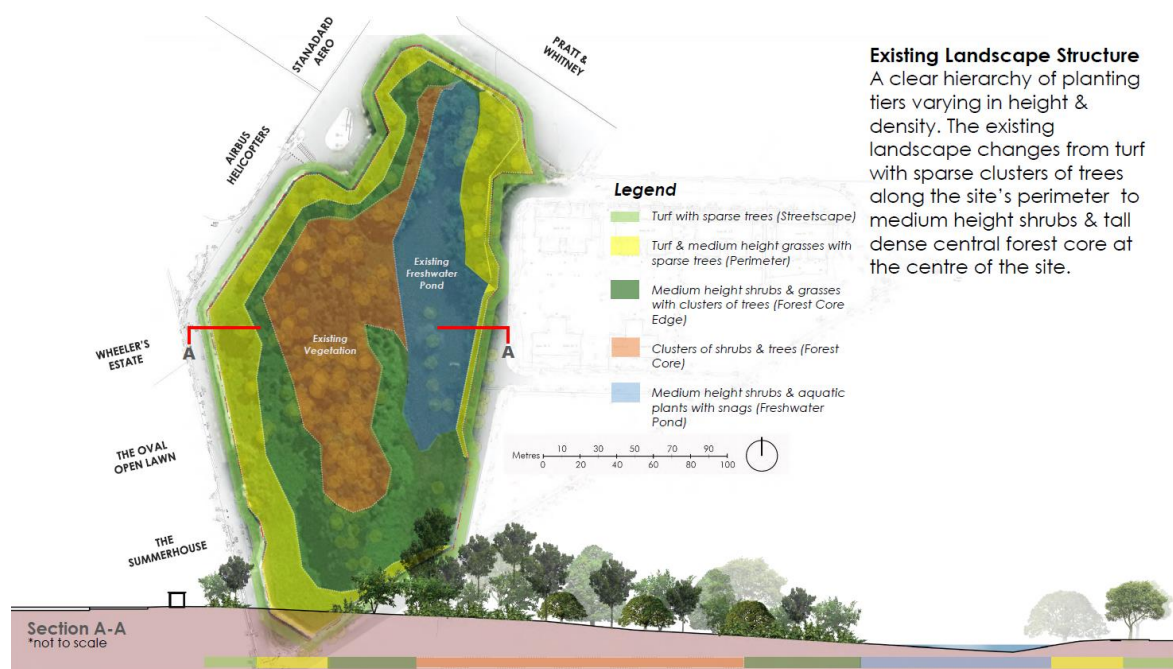 STANADARD
AERO
PRATT &
WHITNEY
AIRBUS
HELICOPTERS
Existing Landscape Structure
A clear hierarchy of planting
tiers varying in height &
density. The existing
landscape changes from turf
with sparse clusters of trees
along the site's perimeter to
medium height shrubs & tall
dense central forest core at
the centre of the site.
Legend
Turf with sparse trees (Streetscape)
Turf & medium height grasses with
sparse trees (Perimeter)
Medium height shrubs & grasses
with clusters of trees (Forest Core
Edge)
Clusters of shrubs & trees (Forest
Core)
Medium height shrubs & aquatic
plants with snags (Freshwater
Pond)
Existing
Freshwater
Pond
Existing
Vegetation
A
A
WHEELER'S
ESTATE
THE OVAL
OPEN LAWN
THE
SUMMERHOUSE
10 30 50 70 90
Metres
0 20 40 60 80 100
Section A-A
*not to scale